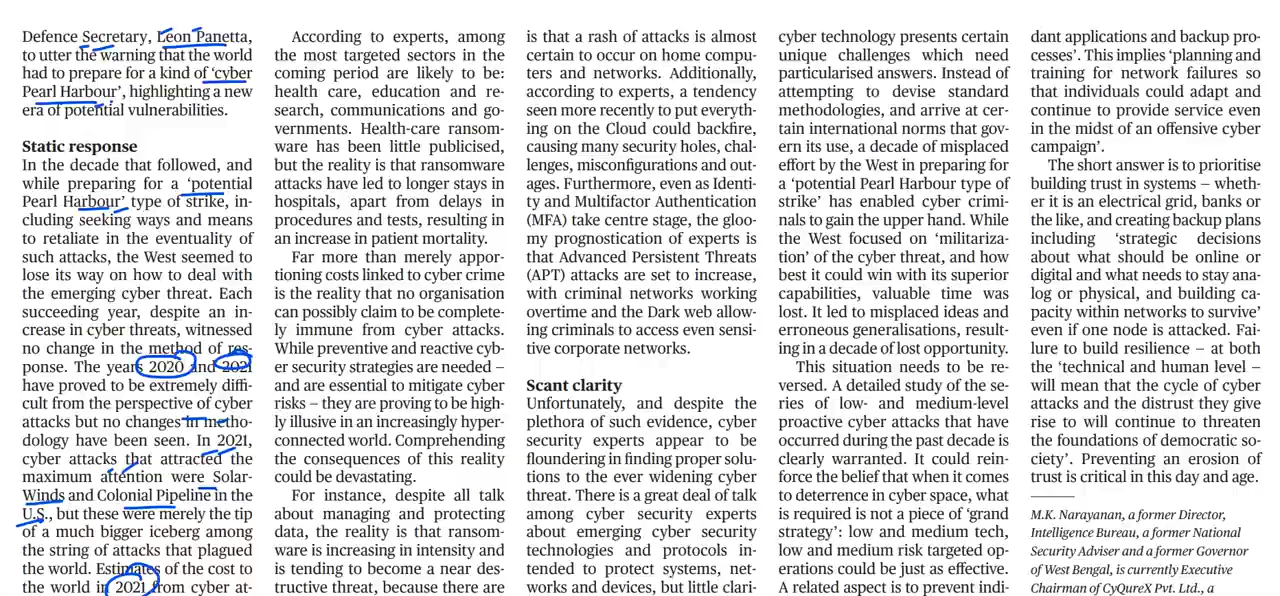 Defence Secretary, Leon Panetta,
to utter the warning that the world
had to prepare for a kind of ‘cyber
Pearl Harbour’, highlighting a new
era of potential vulnerabilities.
Static response
In the decade that followed, and
while preparing for a ‘potential
Pearl Harbour’ type of strike, in-
cluding seeking ways and means
to retaliate in the eventuality of
such attacks, the West seemed to
lose its way on how to deal with
the emerging cyber threat. Each
succeeding year, despite an in-
crease in cyber threats, witnessed
no change in the method of res-
ponse. The years 2020 and 2021
have proved to be extremely diffi-
cult from the perspective of cyber
attacks but no changes in metho-
dology have been seen. In 2021,
cyber attacks that attracted the
maximum attention were Solar-
Winds and Colonial Pipeline in the
U.S., but these were merely the tip
of a much bigger iceberg among
the string of attacks that plagued
the world. Estimates of the cost to
the world in 2021 from cyber at-
According to experts, among
the most targeted sectors in the
coming period are likely to be:
health care, education and re-
search, communications and go-
vernments. Health-care ransom-
ware has been little publicised,
but the reality is that ransomware
attacks have led to longer stays in
hospitals, apart from delays in
procedures and tests, resulting in
an increase in patient mortality.
Far more than merely appor-
tioning costs linked to cyber crime
is the reality that no organisation
can possibly claim to be complete-
ly immune from cyber attacks.
While preventive and reactive cyb-
er security strategies are needed –
and are essential to mitigate cyber
risks – they are proving to be high-
ly illusive in an increasingly hyper-
connected world. Comprehending
the consequences of this reality
could be devastating.
For instance, despite all talk
about managing and protecting
data, the reality is that ransom-
ware is increasing in intensity and
is tending to become a near des-
tructive threat, because there are
is that a rash of attacks is almost
certain to occur on home compu-
ters and networks. Additionally,
according to experts, a tendency
seen more recently to put everyth-
ing on the Cloud could backfire,
causing many security holes, chal-
lenges, misconfigurations and out-
ages. Furthermore, even as Identi-
ty and Multifactor Authentication
(MFA) take centre stage, the gloo-
my prognostication of experts is
that Advanced Persistent Threats
(APT) attacks are set to increase,
with criminal networks working
overtime and the Dark web allow-
ing criminals to access even sensi-
tive corporate networks.
Scant clarity
Unfortunately, and despite the
plethora of such evidence, cyber
security experts appear to be
floundering in finding proper solu-
tions to the ever widening cyber
threat. There is a great deal of talk
among cyber security experts
about emerging cyber security
technologies and protocols in-
tended to protect systems, net-
works and devices, but little clari-
cyber technology presents certain
unique challenges which need
particularised answers. Instead of
attempting to devise standard
methodologies, and arrive at cer-
tain international norms that gov-
ern its use, a decade of misplaced
effort by the West in preparing for
a ‘potential Pearl Harbour type of
strike’ has enabled cyber crimi-
nals to gain the upper hand. While
the West focused on ‘militariza-
tion’ of the cyber threat, and how
best it could win with its superior
capabilities, valuable time was
lost. It led to misplaced ideas and
erroneous generalisations, result-
ing in a decade of lost opportunity.
This situation needs to be re-
versed. A detailed study of the se-
ries of low- and medium-level
proactive cyber attacks that have
occurred during the past decade is
clearly warranted. It could rein-
force the belief that when it comes
to deterrence in cyber space, what
is required is not a piece of ‘grand
strategy’: low and medium tech,
low and medium risk targeted op-
erations could be just as effective.
A related aspect is to prevent indi-
dant applications and backup pro-
cesses’. This implies ‘planning and
training for network failures so
that individuals could adapt and
continue to provide service even
in the midst of an offensive cyber
campaign’.
The short answer is to prioritise
building trust in systems – wheth-
er it is an electrical grid, banks or
the like, and creating backup plans
including ‘strategic decisions
about what should be online or
digital and what needs to stay ana-
log or physical, and building ca-
pacity within networks to survive’
even if one node is attacked. Fai-
lure to build resilience – at both
the ‘technical and human level –
will mean that the cycle of cyber
attacks and the distrust they give
rise to will continue to threaten
the foundations of democratic so-
ciety’. Preventing an erosion of
trust is critical in this day and age.
M.K. Narayanan, a former Director,
Intelligence Bureau, a former National
Security Adviser and a former Governor
of West Bengal, is currently Executive
Chairman of CyQureX Pvt. Ltd., a